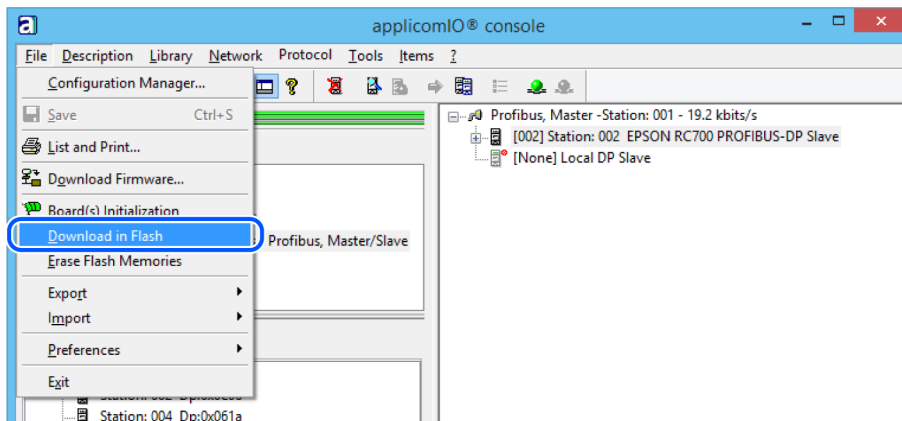 applicomIO® console
File Description Library Network Protocol Tools Items ?
Configuration Manager...
Save Ctrl+S
List and Print...
Download Firmware...
Board(s) Initialization
Download in Flash
Erase Flash Memories
Export
Import
Preferences
Exit
Profibus, Master/Slave
Station: 004 Dp:0x061a
Profibus, Master -Station: 001 - 19.2 kbits/s
[002] Station: 002 EPSON RC700 PROFIBUS-DP Slave
[None] Local DP Slave